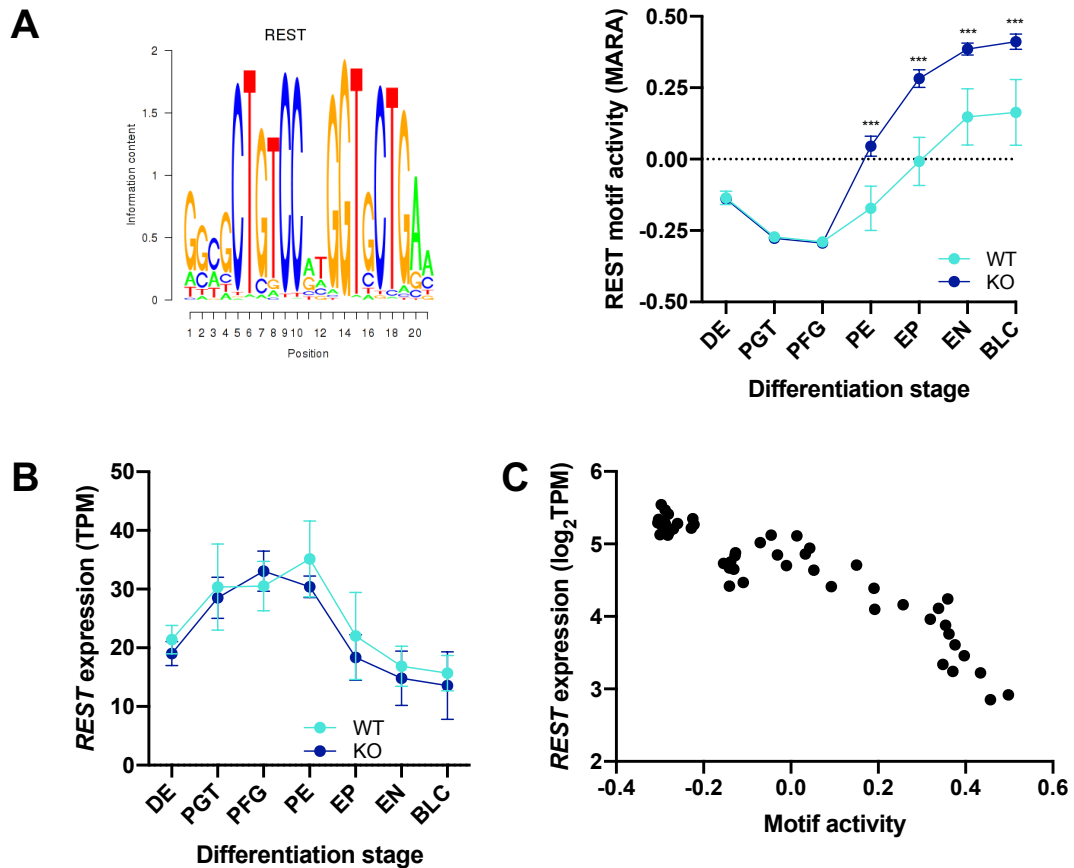 A
REST
2
1.5
1
0.5
0
Information content
1 2 3 4 5 6 7 8 9 10 12 14 16 18 20
Position
REST motif activity (MARA)
0.50
0.25
0.00
-0.25
-0.50
***
***
***
***
WT
KO
DE
PGT
PFG
PE
EP
EN
BLC
Differentiation stage
B
REST expression (TPM)
50
40
30
20
10
0
WT
KO
DE
PGT
PFG
PE
EP
EN
BLC
Differentiation stage
C
REST expression (log₂TPM)
6
5
4
3
2
-0.4 -0.2 0.0 0.2 0.4 0.6
Motif activity